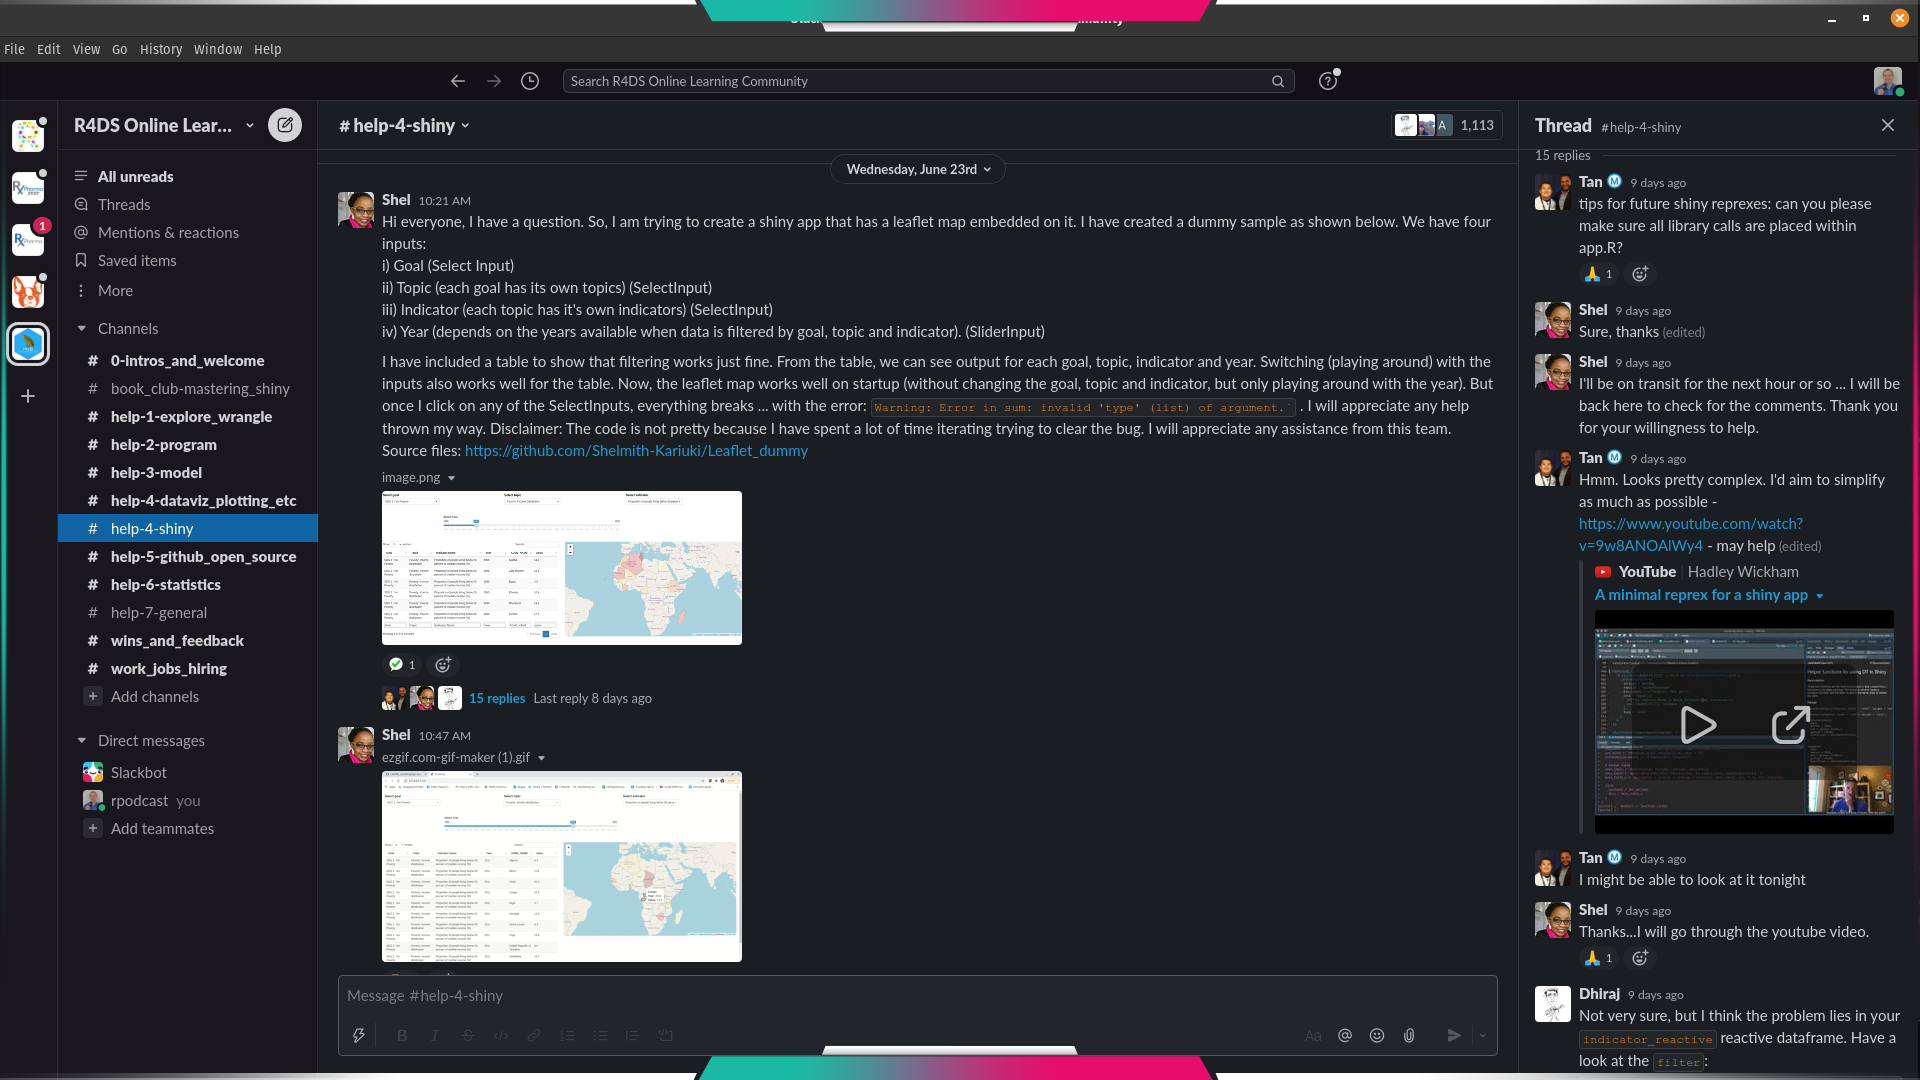 File Edit View Go History Window Help
Search R4DS Online Learning Community
R4DS Online Lear...
All unreads
Threads
Mentions & reactions
Saved items
More
Channels
# 0-intros_and_welcome
# book_club-mastering_shiny
# help-1-explore_wrangle
# help-2-program
# help-3-model
# help-4-dataviz_plotting_etc
# help-4-shiny
# help-5-github_open_source
# help-6-statistics
# help-7-general
# wins_and_feedback
# work_jobs_hiring
Add channels
Direct messages
Slackbot
rpodcast you
Add teammates
1
# help-4-shiny
A 1,113
Wednesday, June 23rd
Shel 10:21 AM
Hi everyone, I have a question. So, I am trying to create a shiny app that has a leaflet map embedded on it. I have created a dummy sample as shown below. We have four
inputs:
i) Goal (Select Input)
ii) Topic (each goal has its own topics) (SelectInput)
iii) Indicator (each topic has it's own indicators) (SelectInput)
iv) Year (depends on the years available when data is filtered by goal, topic and indicator). (SliderInput)
I have included a table to show that filtering works just fine. From the table, we can see output for each goal, topic, indicator and year. Switching (playing around) with the
inputs also works well for the table. Now, the leaflet map works well on startup (without changing the goal, topic and indicator, but only playing around with the year). But
once I click on any of the SelectInputs, everything breaks ... with the error: Warning: Error in sum: invalid 'type' (list) of argument.` . I will appreciate any help
thrown my way. Disclaimer: The code is not pretty because I have spent a lot of time iterating trying to clear the bug. I will appreciate any assistance from this team.
Source files: https://github.com/Shelmith-Kariuki/Leaflet_dummy
image.png
1
15 replies Last reply 8 days ago
Shel 10:47 AM
ezgif.com-gif-maker (1).gif
Message #help-4-shiny
Aa
Thread #help-4-shiny
15 replies
Tan M 9 days ago
tips for future shiny reprexes: can you please
make sure all library calls are placed within
app.R?
1
Shel 9 days ago
Sure, thanks (edited)
Shel 9 days ago
I'll be on transit for the next hour or so ... I will be
back here to check for the comments. Thank you
for your willingness to help.
Tan M 9 days ago
Hmm. Looks pretty complex. I'd aim to simplify
as much as possible -
https://www.youtube.com/watch?
v=9w8ANOAlWy4 - may help (edited)
YouTube | Hadley Wickham
A minimal reprex for a shiny app
Tan M 9 days ago
I might be able to look at it tonight
Shel 9 days ago
Thanks...I will go through the youtube video.
1
Dhiraj 9 days ago
Not very sure, but I think the problem lies in your
indicator_reactive reactive dataframe. Have a
look at the filter: